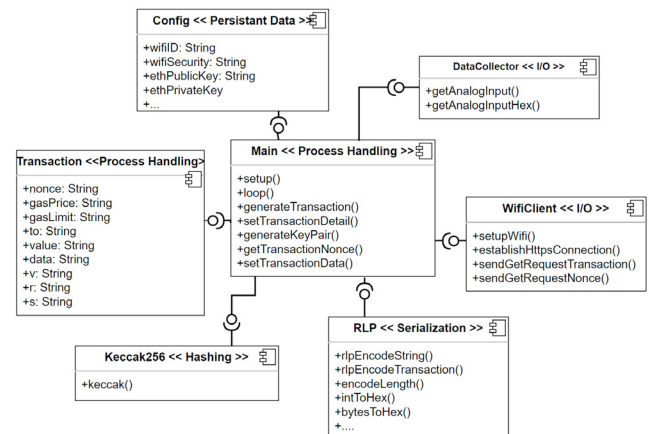 Config << Persistant Data >>
+wifiID: String
+wifiSecurity: String
+ethPublicKey: String
+ethPrivateKey
+...
DataCollector << I/O >>
+getAnalogInput()
+getAnalogInputHex()
Transaction <<Process Handling>
+nonce: String
+gasPrice: String
+gasLimit: String
+to: String
+value: String
+data: String
+v: String
+r: String
+s: String
Main << Process Handling >>
+setup()
+loop()
+generateTransaction()
+setTransactionDetail()
+generateKeyPair()
+getTransactionNonce()
+setTransactionData()
WifiClient << I/O >>
+setupWifi()
+establishHttpsConnection()
+sendGetRequestTransaction()
+sendGetRequestNonce()
Keccak256 << Hashing >>
+keccak()
RLP << Serialization >>
+rlpEncodeString()
+rlpEncodeTransaction()
+encodeLength()
+intToHex()
+bytesToHex()
+....